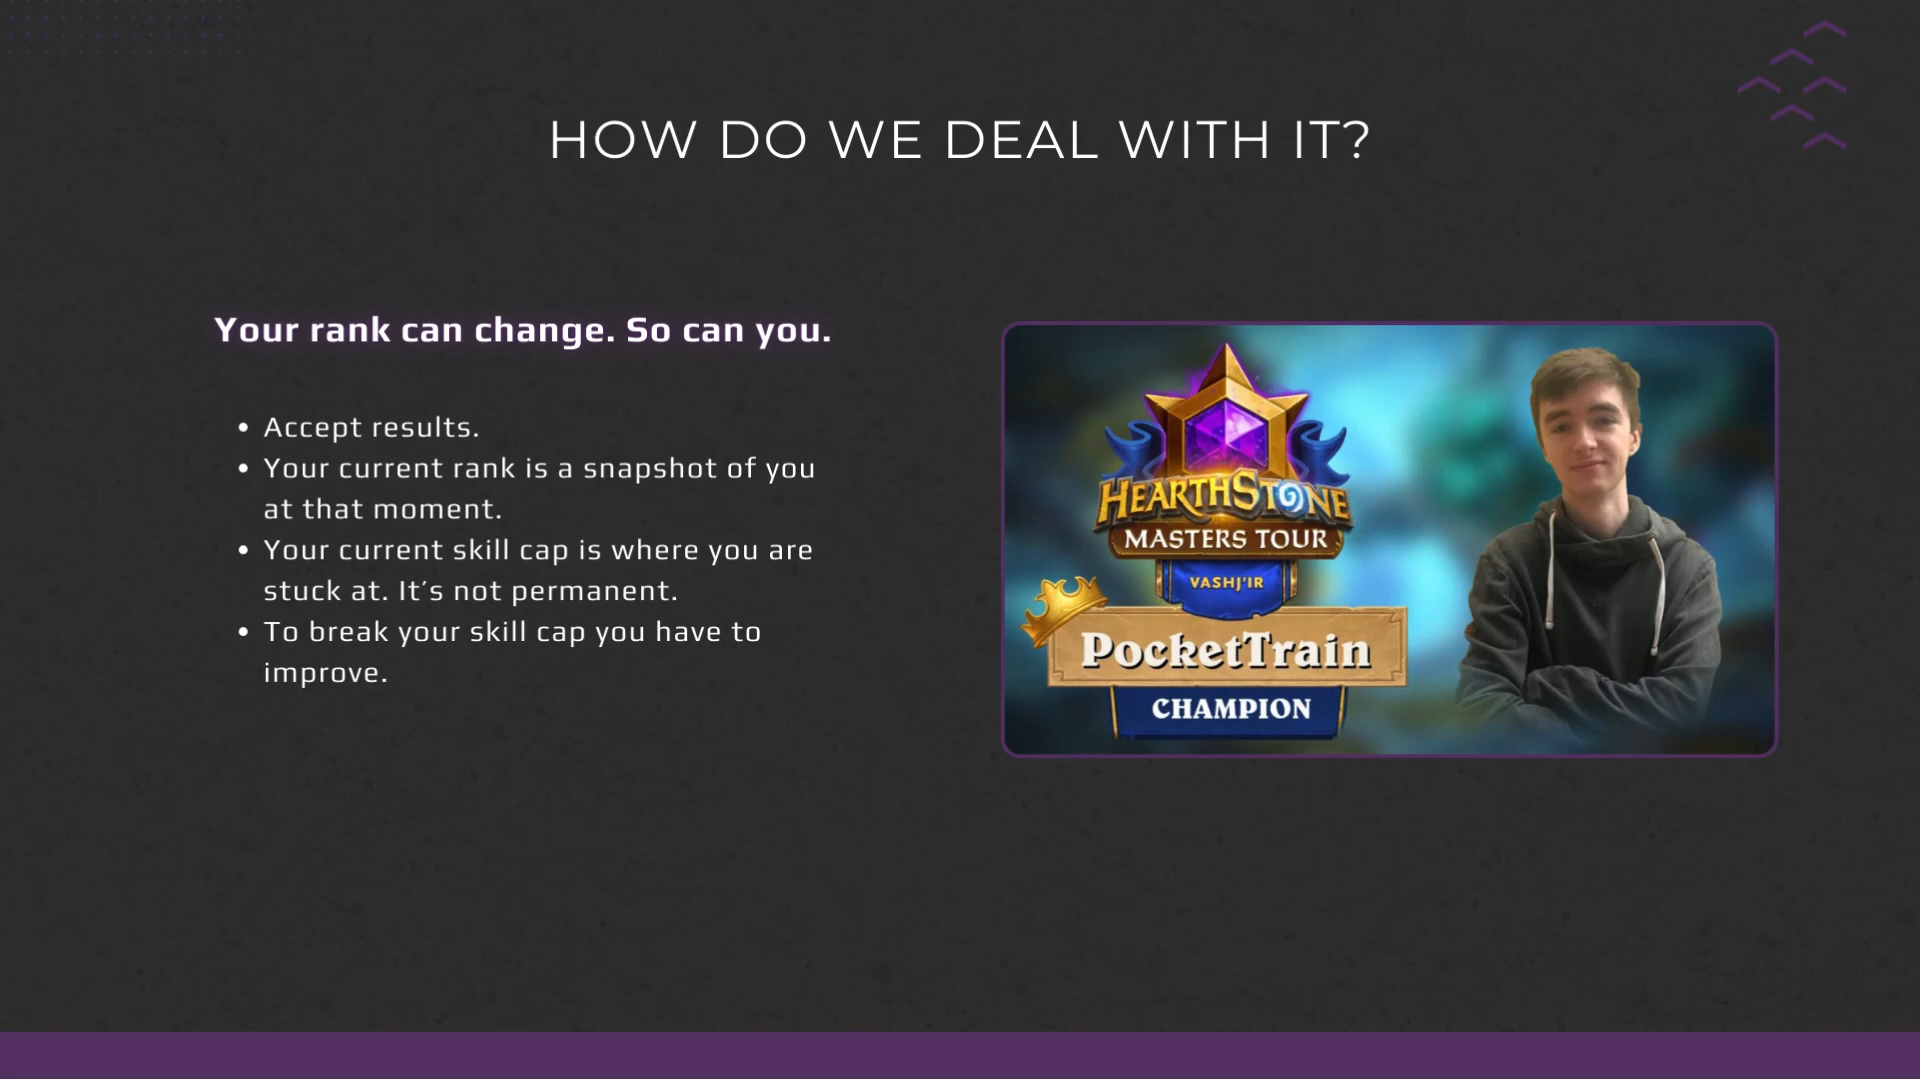 HOW DO WE DEAL WITH IT?
Your rank can change. So can you.
• Accept results.
• Your current rank is a snapshot of you
at that moment.
• Your current skill cap is where you are
stuck at. It's not permanent.
• To break your skill cap you have to
improve.
HEARTHSTONE
MASTERS TOUR
VASHJ'IR
PocketTrain
CHAMPION